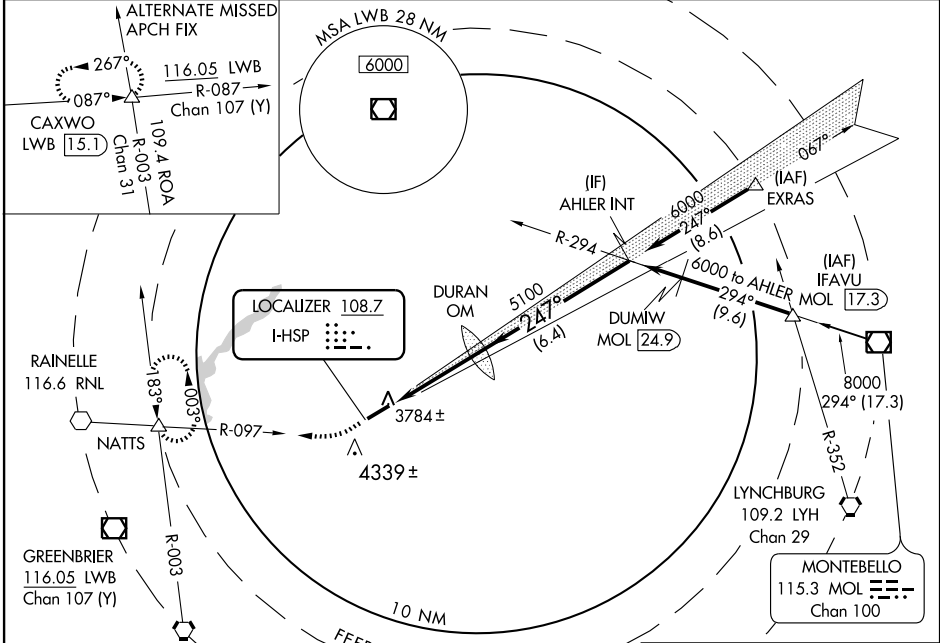 ALTERNATE MISSED
APCH FIX
267°
087°
116.05 LWB
R-087
Chan 107 (Y)
CAXWO
LWB 15.1
109.4 ROA
R-003
Chan 31
MSA LWB 28 NM
6000
067°
(IAF)
EXRAS
(IF)
AHLER INT
6000
247°
(8.6)
R-294
6000 to AHLER
294°
(9.6)
(IAF)
IFAVU
MOL 17.3
DURAN
OM
5100
247°
(6.4)
DUMIW
MOL 24.9
LOCALIZER 108.7
I-HSP
8000
294° (17.3)
RAINELLE
116.6 RNL
183°
003°
3784±
R-097
NATTS
4339±
R-352
LYNCHBURG
109.2 LYH
Chan 29
GREENBRIER
116.05 LWB
Chan 107 (Y)
R-003
MONTEBELLO
115.3 MOL
Chan 100
10 NM